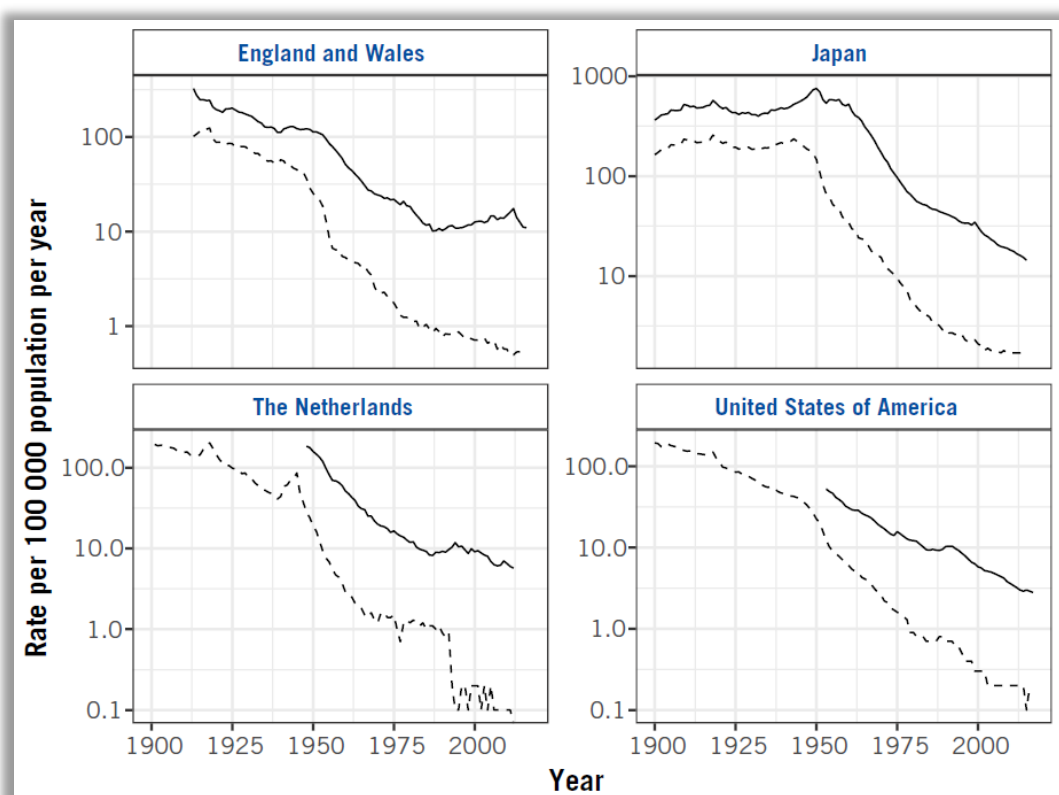 England and Wales
Japan
100
10
1
1000
100
10
The Netherlands
United States of America
100.0
10.0
1.0
0.1
100.0
10.0
1.0
0.1
1900 1925 1950 1975 2000
1900 1925 1950 1975 2000
Rate per 100 000 population per year
Year